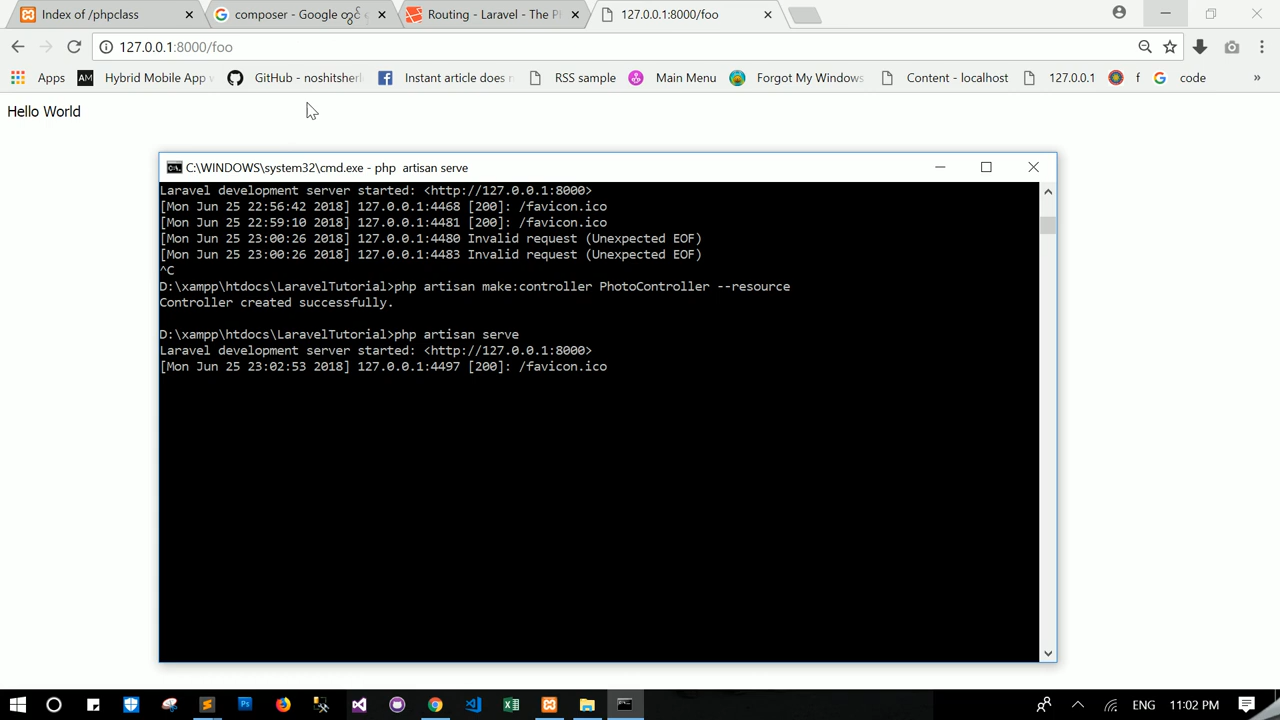 Index of /phpclass
composer - Google တွင်
Routing - Laravel - The P
127.0.0.1:8000/foo
127.0.0.1:8000/foo
Apps
AM
Hybrid Mobile App
GitHub - noshitsherl
Instant article does
RSS sample
Main Menu
Forgot My Windows
Content - localhost
127.0.0.1
f
code
»
Hello World
C:\WINDOWS\system32\cmd.exe - php  artisan serve
Laravel development server started: <http://127.0.0.1:8000>
[Mon Jun 25 22:56:42 2018] 127.0.0.1:4468 [200]: /favicon.ico
[Mon Jun 25 22:59:10 2018] 127.0.0.1:4481 [200]: /favicon.ico
[Mon Jun 25 23:00:26 2018] 127.0.0.1:4480 Invalid request (Unexpected EOF)
[Mon Jun 25 23:00:26 2018] 127.0.0.1:4483 Invalid request (Unexpected EOF)
^C
D:\xampp\htdocs\LaravelTutorial>php artisan make:controller PhotoController --resource
Controller created successfully.
D:\xampp\htdocs\LaravelTutorial>php artisan serve
Laravel development server started: <http://127.0.0.1:8000>
[Mon Jun 25 23:02:53 2018] 127.0.0.1:4497 [200]: /favicon.ico
ENG
11:02 PM